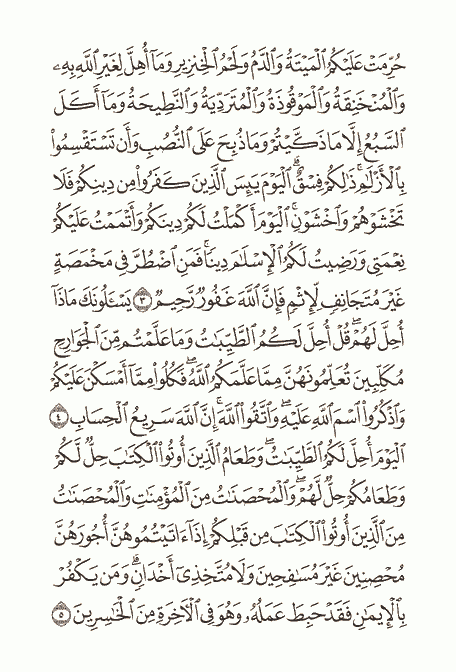 حُرِّمَتْ عَلَيْكُمُ ٱلْمَيْتَةُ وَٱلدَّمُ وَلَحْمُ ٱلْخِنزِيرِ وَمَآ أُهِلَّ لِغَيْرِ ٱللَّهِ بِهِۦ
وَٱلْمُنْخَنِقَةُ وَٱلْمَوْقُوذَةُ وَٱلْمُتَرَدِّيَةُ وَٱلنَّطِيحَةُ وَمَآ أَكَلَ
ٱلسَّبُعُ إِلَّا مَا ذَكَّيْتُمْ وَمَا ذُبِحَ عَلَى ٱلنُّصُبِ وَأَن تَسْتَقْسِمُوا۟
بِٱلْأَزْلَٰمِ ۚ ذَٰلِكُمْ فِسْقٌ ۗ ٱلْيَوْمَ يَئِسَ ٱلَّذِينَ كَفَرُوا۟ مِن دِينِكُمْ فَلَا
تَخْشَوْهُمْ وَٱخْشَوْنِ ۚ ٱلْيَوْمَ أَكْمَلْتُ لَكُمْ دِينَكُمْ وَأَتْمَمْتُ عَلَيْكُمْ
نِعْمَتِى وَرَضِيتُ لَكُمُ ٱلْإِسْلَٰمَ دِينًا ۚ فَمَنِ ٱضْطُرَّ فِى مَخْمَصَةٍ
غَيْرَ مُتَجَانِفٍ لِّإِثْمٍ ۙ فَإِنَّ ٱللَّهَ غَفُورٌ رَّحِيمٌ ٣ يَسْـَٔلُونَكَ مَاذَآ
أُحِلَّ لَهُمْ ۖ قُلْ أُحِلَّ لَكُمُ ٱلطَّيِّبَٰتُ ۙ وَمَا عَلَّمْتُم مِّنَ ٱلْجَوَارِحِ
مُكَلِّبِينَ تُعَلِّمُونَهُنَّ مِمَّا عَلَّمَكُمُ ٱللَّهُ ۖ فَكُلُوا۟ مِمَّآ أَمْسَكْنَ عَلَيْكُمْ
وَٱذْكُرُوا۟ ٱسْمَ ٱللَّهِ عَلَيْهِ ۖ وَٱتَّقُوا۟ ٱللَّهَ ۚ إِنَّ ٱللَّهَ سَرِيعُ ٱلْحِسَابِ ٤
ٱلْيَوْمَ أُحِلَّ لَكُمُ ٱلطَّيِّبَٰتُ ۖ وَطَعَامُ ٱلَّذِينَ أُوتُوا۟ ٱلْكِتَٰبَ حِلٌّ لَّكُمْ
وَطَعَامُكُمْ حِلٌّ لَّهُمْ ۖ وَٱلْمُحْصَنَٰتُ مِنَ ٱلْمُؤْمِنَٰتِ وَٱلْمُحْصَنَٰتُ
مِنَ ٱلَّذِينَ أُوتُوا۟ ٱلْكِتَٰبَ مِن قَبْلِكُمْ إِذَآ ءَاتَيْتُمُوهُنَّ أُجُورَهُنَّ
مُحْصِنِينَ غَيْرَ مُسَٰفِحِينَ وَلَا مُتَّخِذِىٓ أَخْدَانٍ ۗ وَمَن يَكْفُرْ
بِٱلْإِيمَٰنِ فَقَدْ حَبِطَ عَمَلُهُۥ وَهُوَ فِى ٱلْءَاخِرَةِ مِنَ ٱلْخَٰسِرِينَ ٥